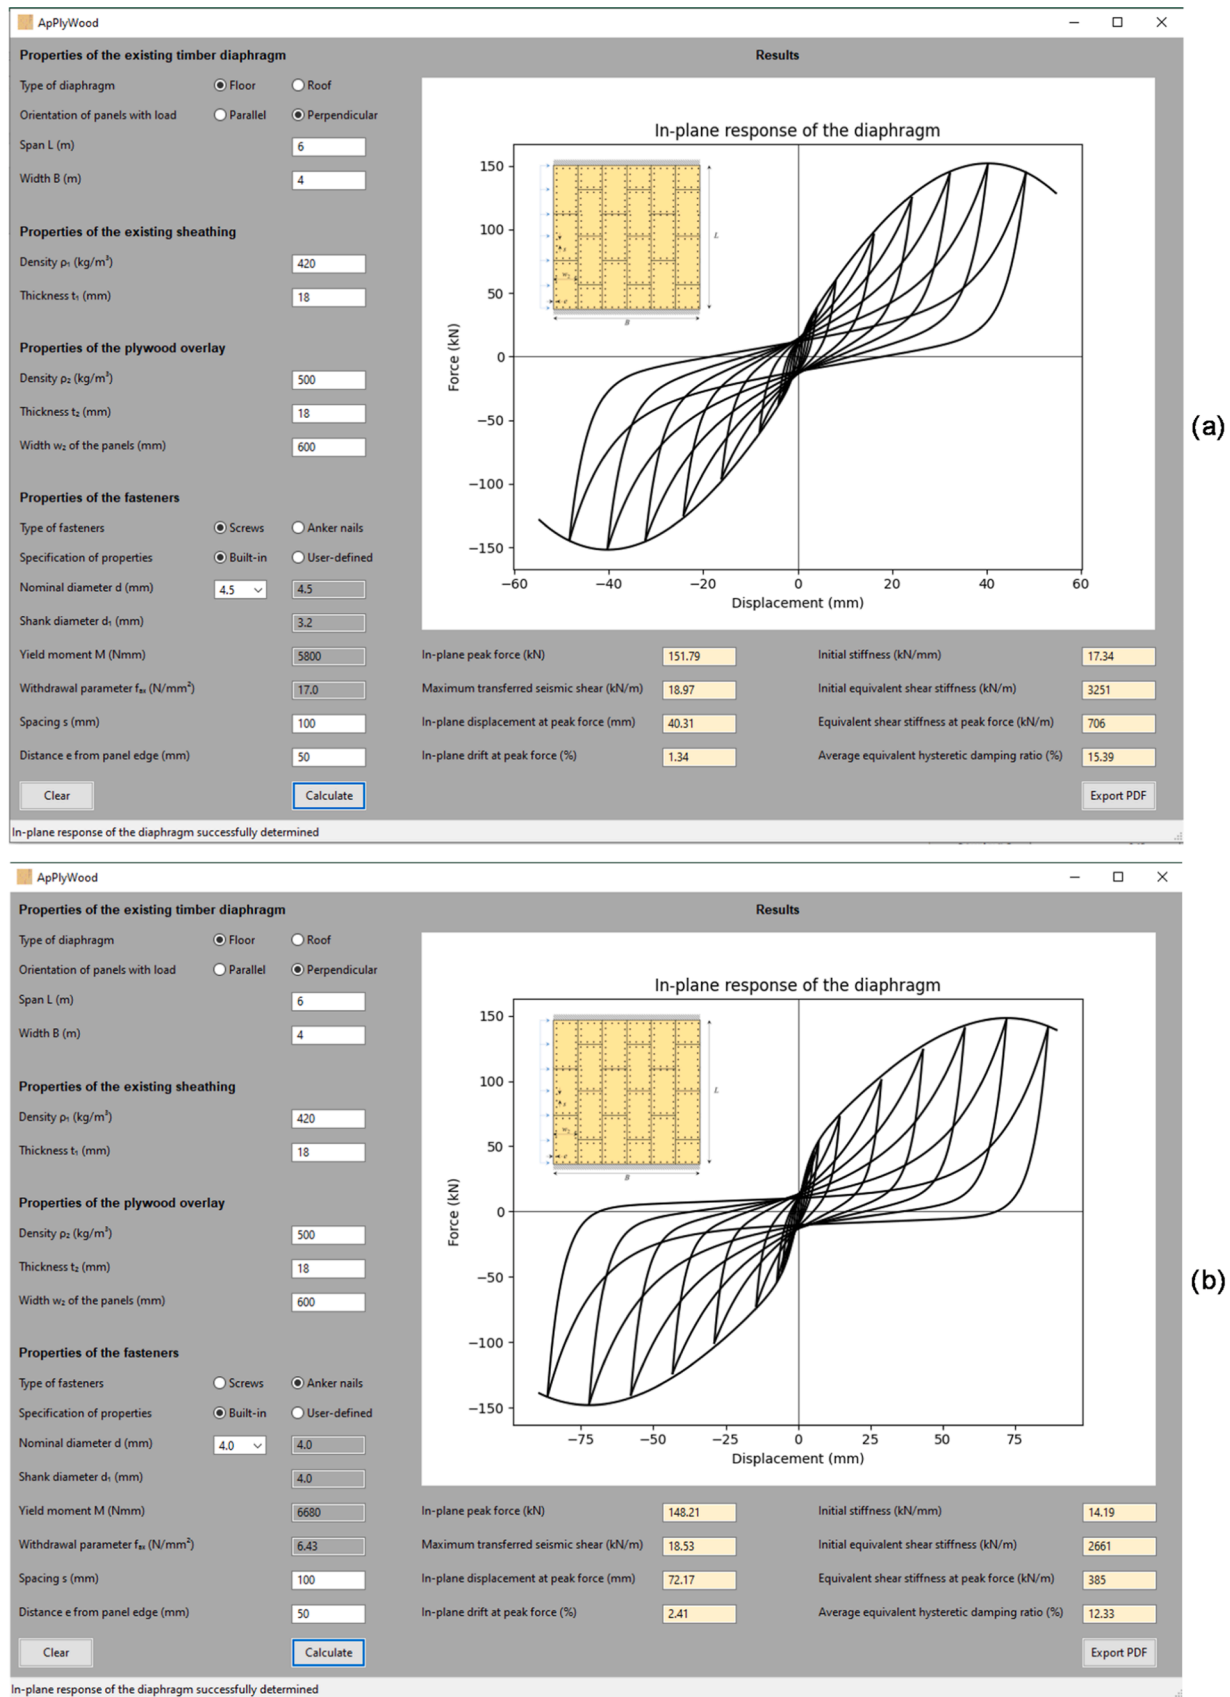 ApPlyWood
Properties of the existing timber diaphragm
Results
Type of diaphragm Floor Roof
Orientation of panels with load Parallel Perpendicular
Span L (m) 6
Width B (m) 4
Properties of the existing sheathing
Density ρ₁ (kg/m³) 420
Thickness t₁ (mm) 18
Properties of the plywood overlay
Density ρ₂ (kg/m³) 500
Thickness t₂ (mm) 18
Width w₂ of the panels (mm) 600
Properties of the fasteners
Type of fasteners Screws Anker nails
Specification of properties Built-in User-defined
Nominal diameter d (mm) 4.5 4.5
Shank diameter d₁ (mm) 3.2
Yield moment M (Nmm) 5800
Withdrawal parameter fₐₓ (N/mm²) 17.0
Spacing s (mm) 100
Distance e from panel edge (mm) 50
Clear Calculate
In-plane response of the diaphragm successfully determined
In-plane response of the diaphragm
150
100
50
0
−50
−100
−150
Force (kN)
−60 −40 −20 0 20 40 60
Displacement (mm)
w₂
s
e
L
B
In-plane peak force (kN) 151.79
Maximum transferred seismic shear (kN/m) 18.97
In-plane displacement at peak force (mm) 40.31
In-plane drift at peak force (%) 1.34
Initial stiffness (kN/mm) 17.34
Initial equivalent shear stiffness (kN/m) 3251
Equivalent shear stiffness at peak force (kN/m) 706
Average equivalent hysteretic damping ratio (%) 15.39
Export PDF
(a)
ApPlyWood
Properties of the existing timber diaphragm
Results
Type of diaphragm Floor Roof
Orientation of panels with load Parallel Perpendicular
Span L (m) 6
Width B (m) 4
Properties of the existing sheathing
Density ρ₁ (kg/m³) 420
Thickness t₁ (mm) 18
Properties of the plywood overlay
Density ρ₂ (kg/m³) 500
Thickness t₂ (mm) 18
Width w₂ of the panels (mm) 600
Properties of the fasteners
Type of fasteners Screws Anker nails
Specification of properties Built-in User-defined
Nominal diameter d (mm) 4.0 4.0
Shank diameter d₁ (mm) 4.0
Yield moment M (Nmm) 6680
Withdrawal parameter fₐₓ (N/mm²) 6.43
Spacing s (mm) 100
Distance e from panel edge (mm) 50
Clear Calculate
In-plane response of the diaphragm successfully determined
In-plane response of the diaphragm
150
100
50
0
−50
−100
−150
Force (kN)
−75 −50 −25 0 25 50 75
Displacement (mm)
w₂
s
e
L
B
In-plane peak force (kN) 148.21
Maximum transferred seismic shear (kN/m) 18.53
In-plane displacement at peak force (mm) 72.17
In-plane drift at peak force (%) 2.41
Initial stiffness (kN/mm) 14.19
Initial equivalent shear stiffness (kN/m) 2661
Equivalent shear stiffness at peak force (kN/m) 385
Average equivalent hysteretic damping ratio (%) 12.33
Export PDF
(b)